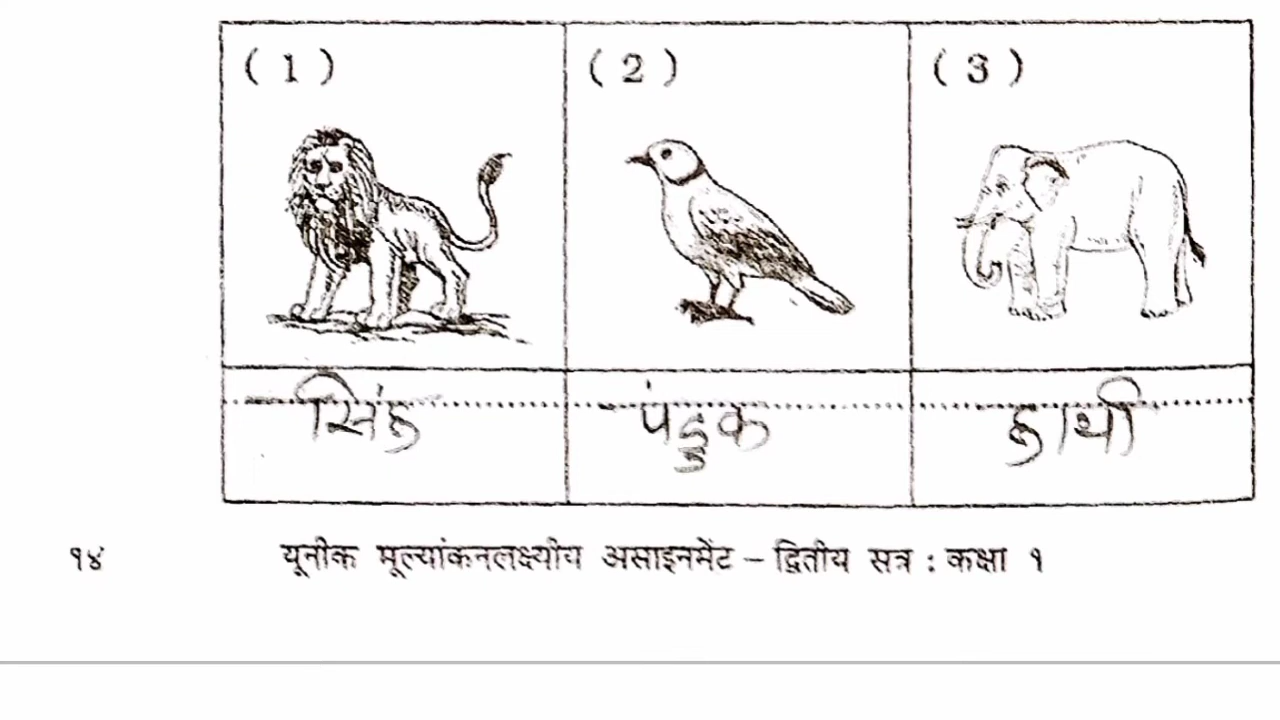 ( 1 ) ( 2 ) ( 3 )
सिंह पंडुक हाथी
१४ यूनीक मूल्यांकनलक्ष्यीय असाइनमेंट – द्वितीय सत्र : कक्षा १